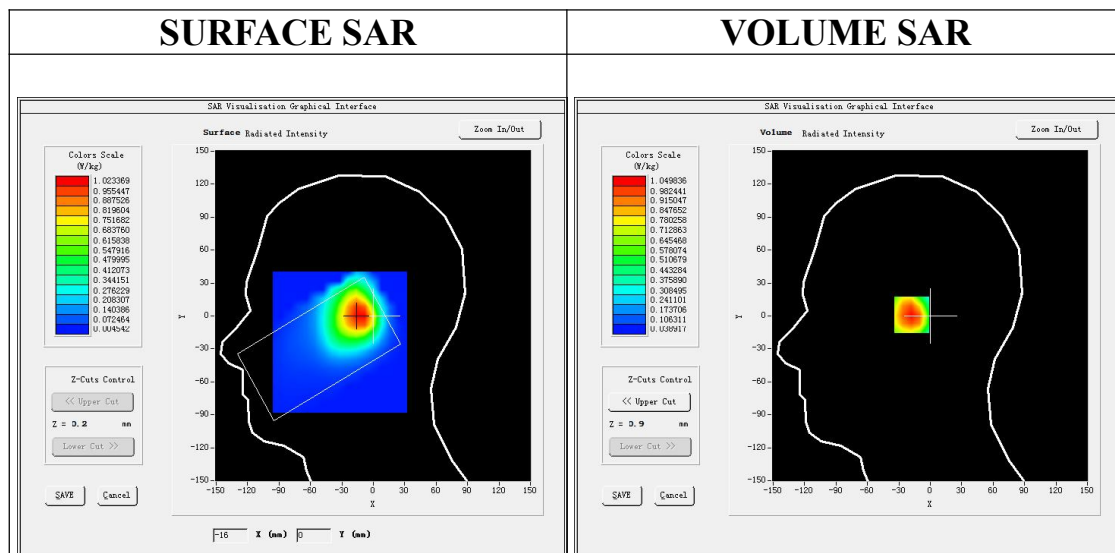 SURFACE SAR
VOLUME SAR
SAR Visualisation Graphical Interface
Surface Radiated Intensity
Zoom In/Out
Colors Scale
(W/kg)
1.023369
0.955447
0.887526
0.819604
0.751682
0.683760
0.615838
0.547916
0.479995
0.412073
0.344151
0.276229
0.208307
0.140386
0.072464
0.004542
150
120
90
60
30
0
-30
-60
-90
-120
-150
Y
-150 -120 -90 -60 -30 0 30 60 90 120 150
X
Z-Cuts Control
<< Upper Cut
Z = 0.2 mm
Lower Cut >>
SAVE Cancel
-16 X (mm) 0 Y (mm)
SAR Visualisation Graphical Interface
Volume Radiated Intensity
Zoom In/Out
Colors Scale
(W/kg)
1.049836
0.982441
0.915047
0.847652
0.780258
0.712863
0.645468
0.578074
0.510679
0.443284
0.375890
0.308495
0.241101
0.173706
0.106311
0.038917
150
120
90
60
30
0
-30
-60
-90
-120
-150
Y
-150 -120 -90 -60 -30 0 30 60 90 120 150
X
Z-Cuts Control
<< Upper Cut
Z = 0.9 mm
Lower Cut >>
SAVE Cancel